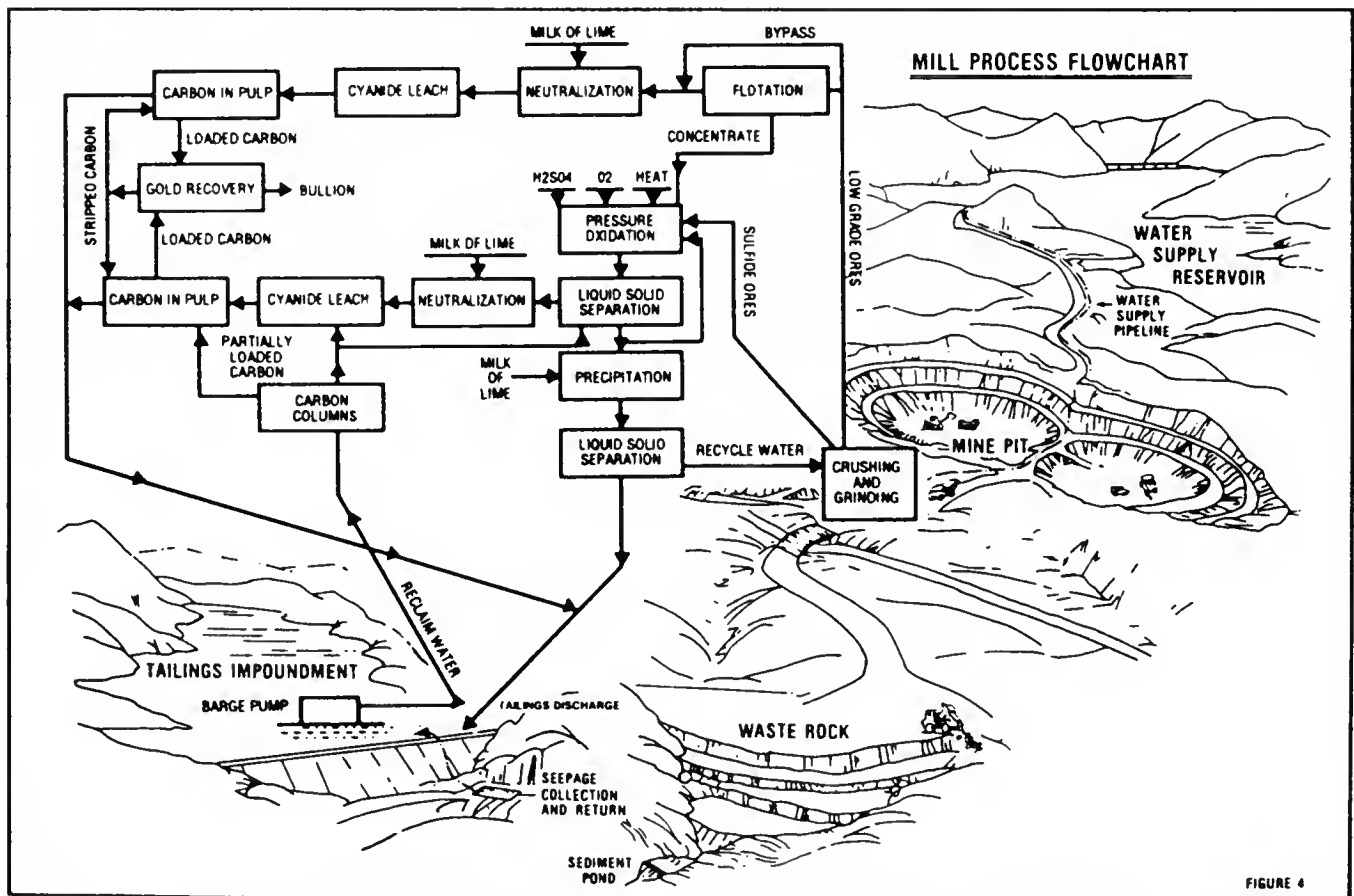 MILK OF LIME
BYPASS
MILL PROCESS FLOWCHART
CARBON IN PULP
CYANIDE LEACH
NEUTRALIZATION
FLOTATION
LOADED CARBON
CONCENTRATE
STRIPPED CARBON
GOLD RECOVERY
BULLION
H2SO4
O2
HEAT
PRESSURE
OXIDATION
LOADED CARBON
MILK OF LIME
SULFIDE ORES
LOW GRADE ORES
WATER
SUPPLY
RESERVOIR
WATER
SUPPLY
PIPELINE
CARBON IN PULP
CYANIDE LEACH
NEUTRALIZATION
LIQUID SOLID
SEPARATION
PARTIALLY
LOADED
CARBON
MILK
OF
LIME
PRECIPITATION
CARBON
COLUMNS
LIQUID SOLID
SEPARATION
RECYCLE WATER
CRUSHING
AND
GRINDING
MINE PIT
RECLAIM WATER
TAILINGS IMPOUNDMENT
BARGE PUMP
TAILINGS DISCHARGE
WASTE ROCK
SEEPAGE
COLLECTION
AND RETURN
SEDIMENT
POND
FIGURE 4